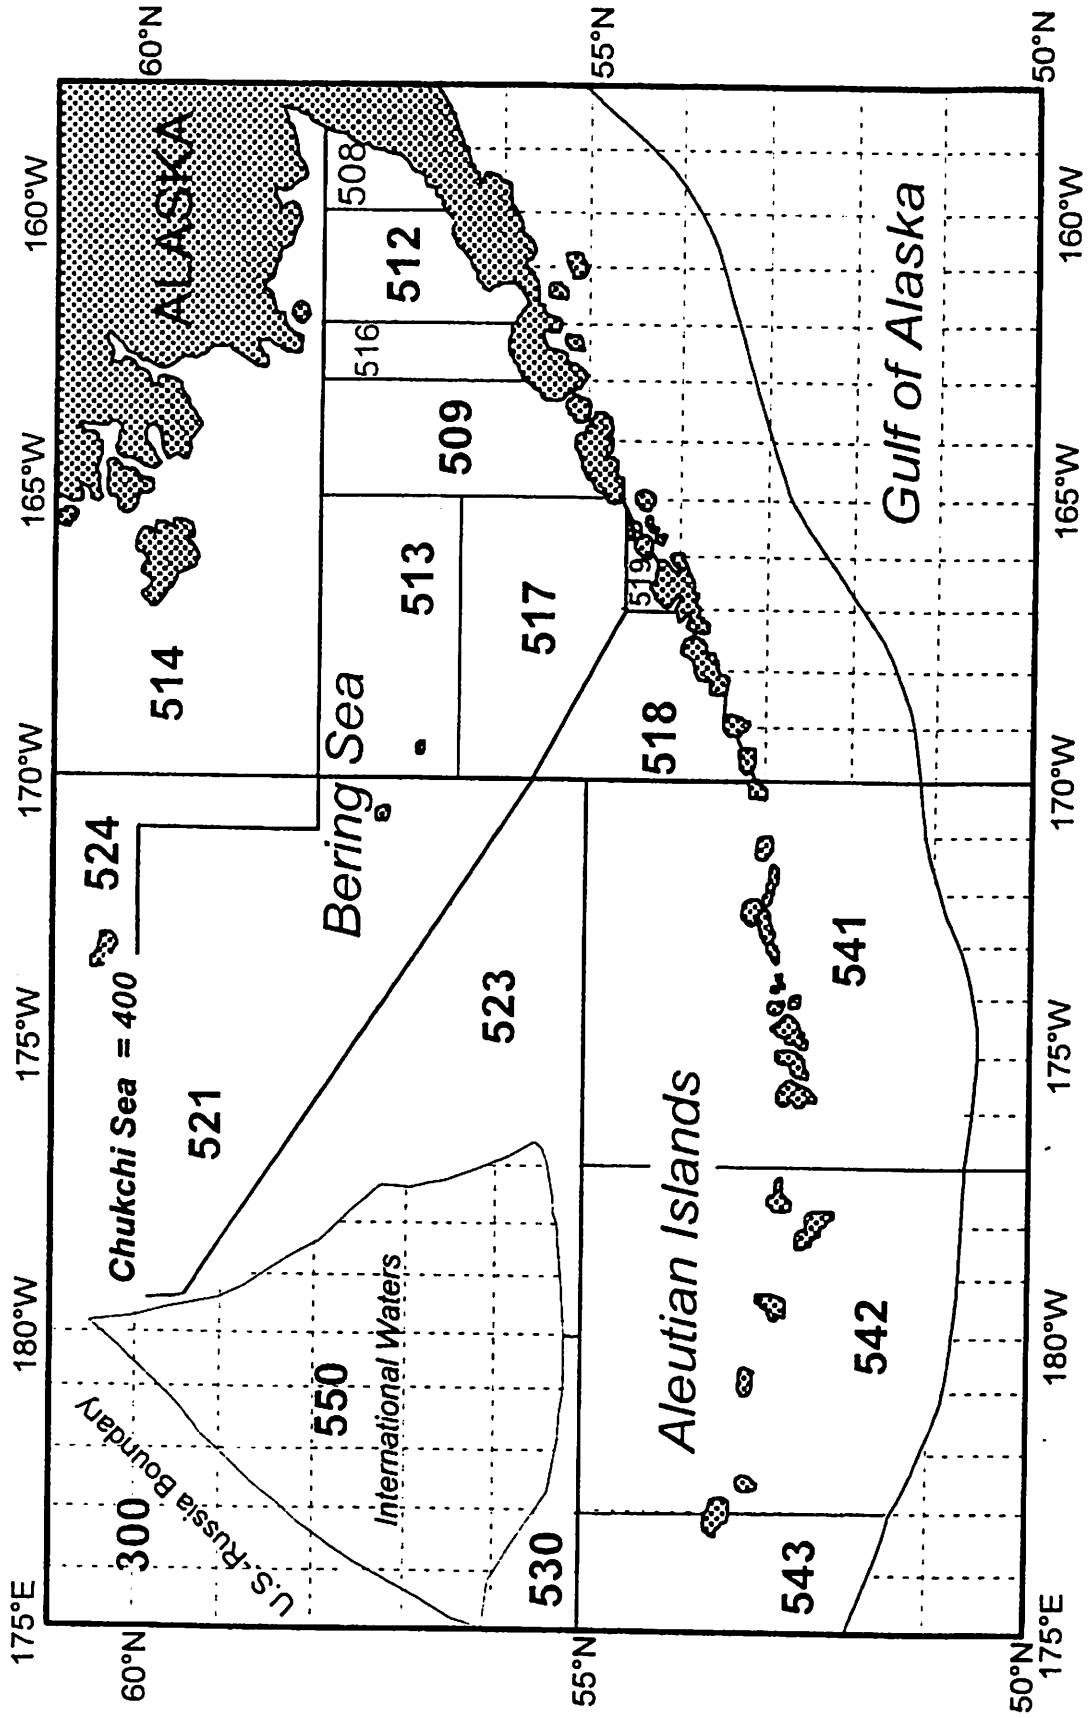 175°E
180°W
175°W
170°W
165°W
160°W
60°N
60°N
300
U.S.-Russia Boundary
Chukchi Sea = 400
524
514
ALASKA
521
550
International Waters
Bering Sea
513
516
508
512
509
530
523
517
55°N
55°N
518
519
Aleutian Islands
543
542
541
Gulf of Alaska
50°N
50°N
175°E
180°W
175°W
170°W
165°W
160°W